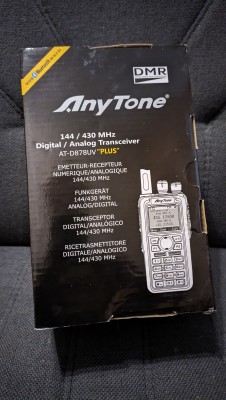 DMR
AnyTone®
144 / 430 MHz
Digital / Analog Transceiver
AT-D878UV "PLUS"
EMETTEUR-RECEPTEUR
NUMERIQUE/ANALOGIQUE
144/430 MHz
FUNKGERÄT
144/430 MHz
ANALOG/DIGITAL
TRANSCEPTOR
DIGITAL/ANALÓGICO
144/430 MHz
RICETRASMETTITORE
DIGITALE/ANALOGICO
144/430 MHz
AnyTone